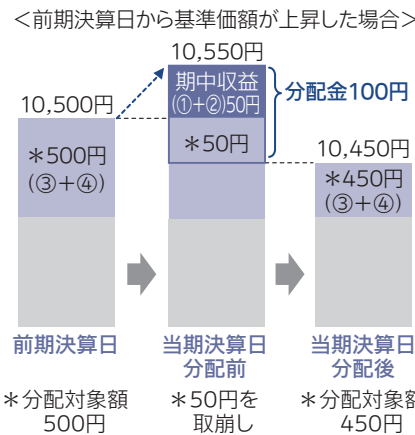 <前期決算日から基準価額が上昇した場合>
10,550円
期中収益
(①+②)50円
分配金100円
10,500円
*50円
*500円
(③+④)
10,450円
*450円
(③+④)
前期決算日
当期決算日
分配前
当期決算日
分配後
*分配対象額
500円
*50円を
取崩し
*分配対象額
450円